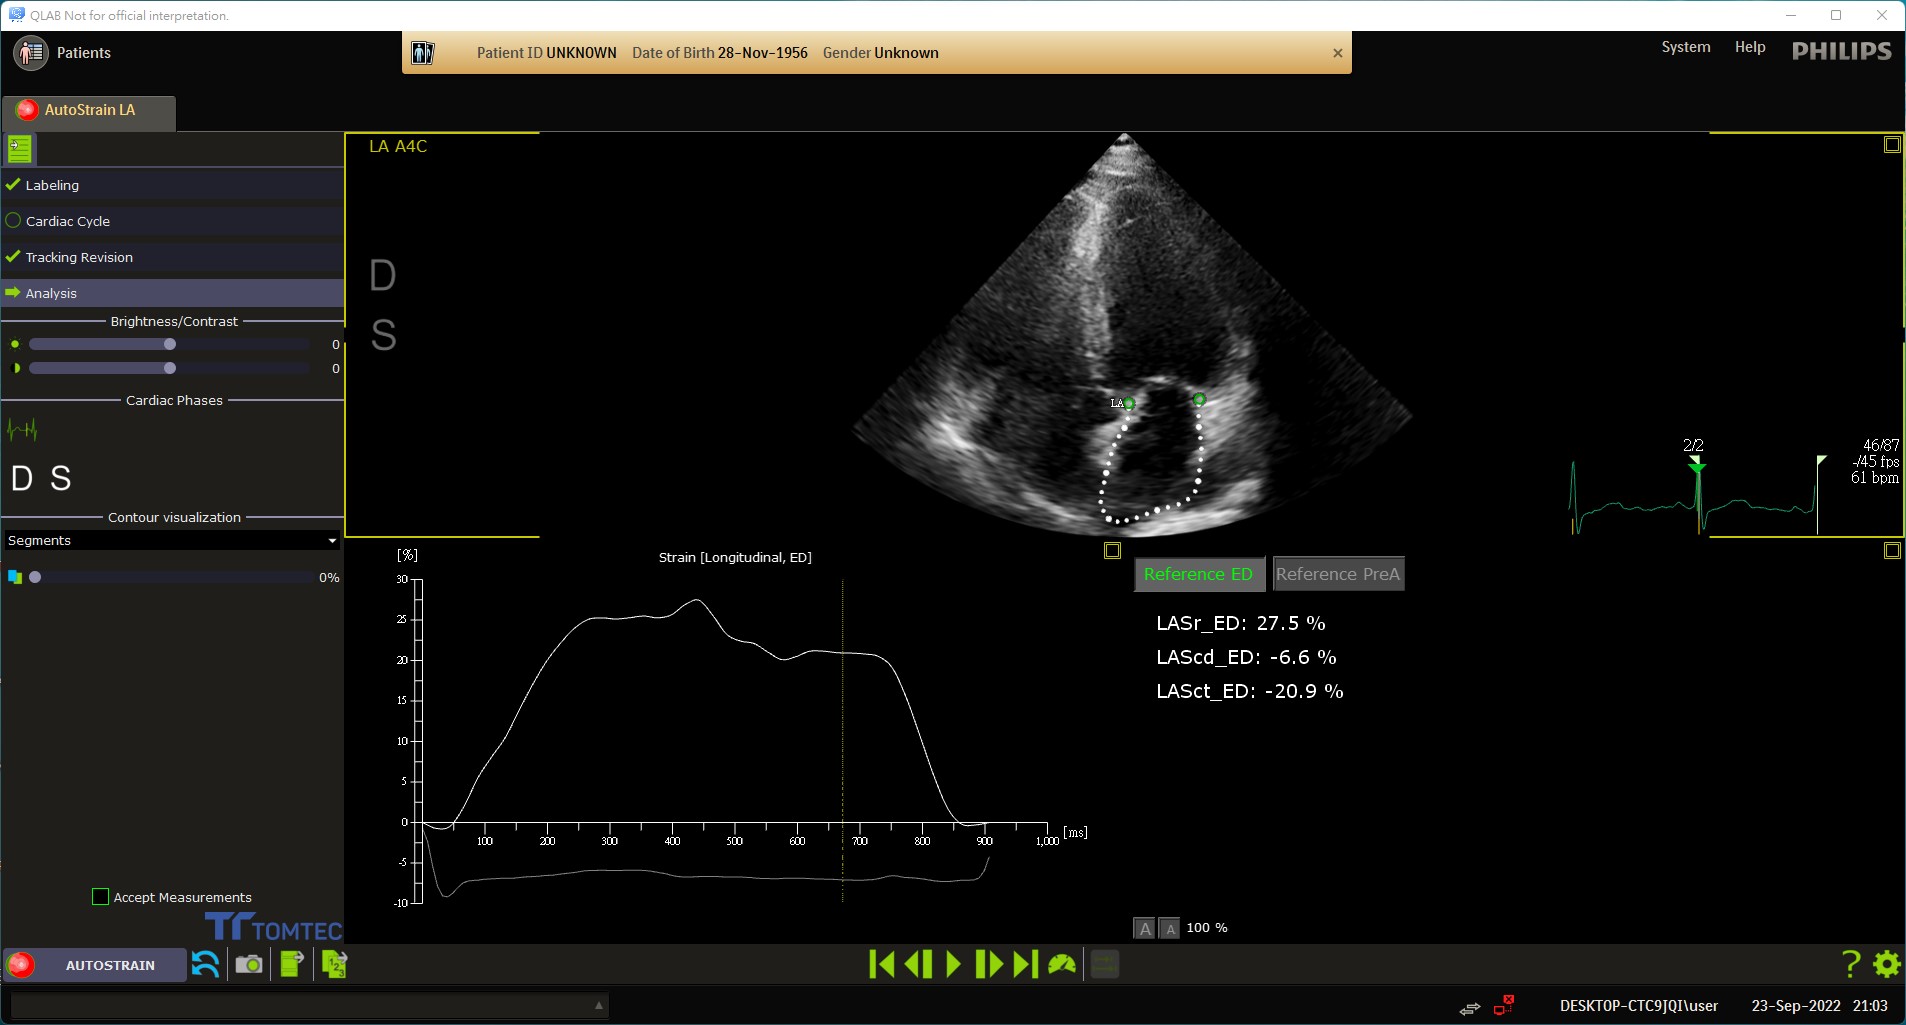 QLAB Not for official interpretation.
Patients
Patient ID UNKNOWN Date of Birth 28-Nov-1956 Gender Unknown
System Help PHILIPS
AutoStrain LA
Labeling
Cardiac Cycle
Tracking Revision
Analysis
Brightness/Contrast
0
0
Cardiac Phases
D S
Contour visualization
Segments
0%
Accept Measurements
TOMTEC
LA A4C
D
S
LA
2/2
46/87
-/45 fps
61 bpm
[%] Strain [Longitudinal, ED]
30
25
20
15
10
5
0
-5
-10
100 200 300 400 500 600 700 800 900 1,000 [ms]
Reference ED Reference PreA
LASr_ED: 27.5 %
LAScd_ED: -6.6 %
LASct_ED: -20.9 %
A A 100 %
AUTOSTRAIN
123
?
DESKTOP-CTC9JQI\user 23-Sep-2022 21:03